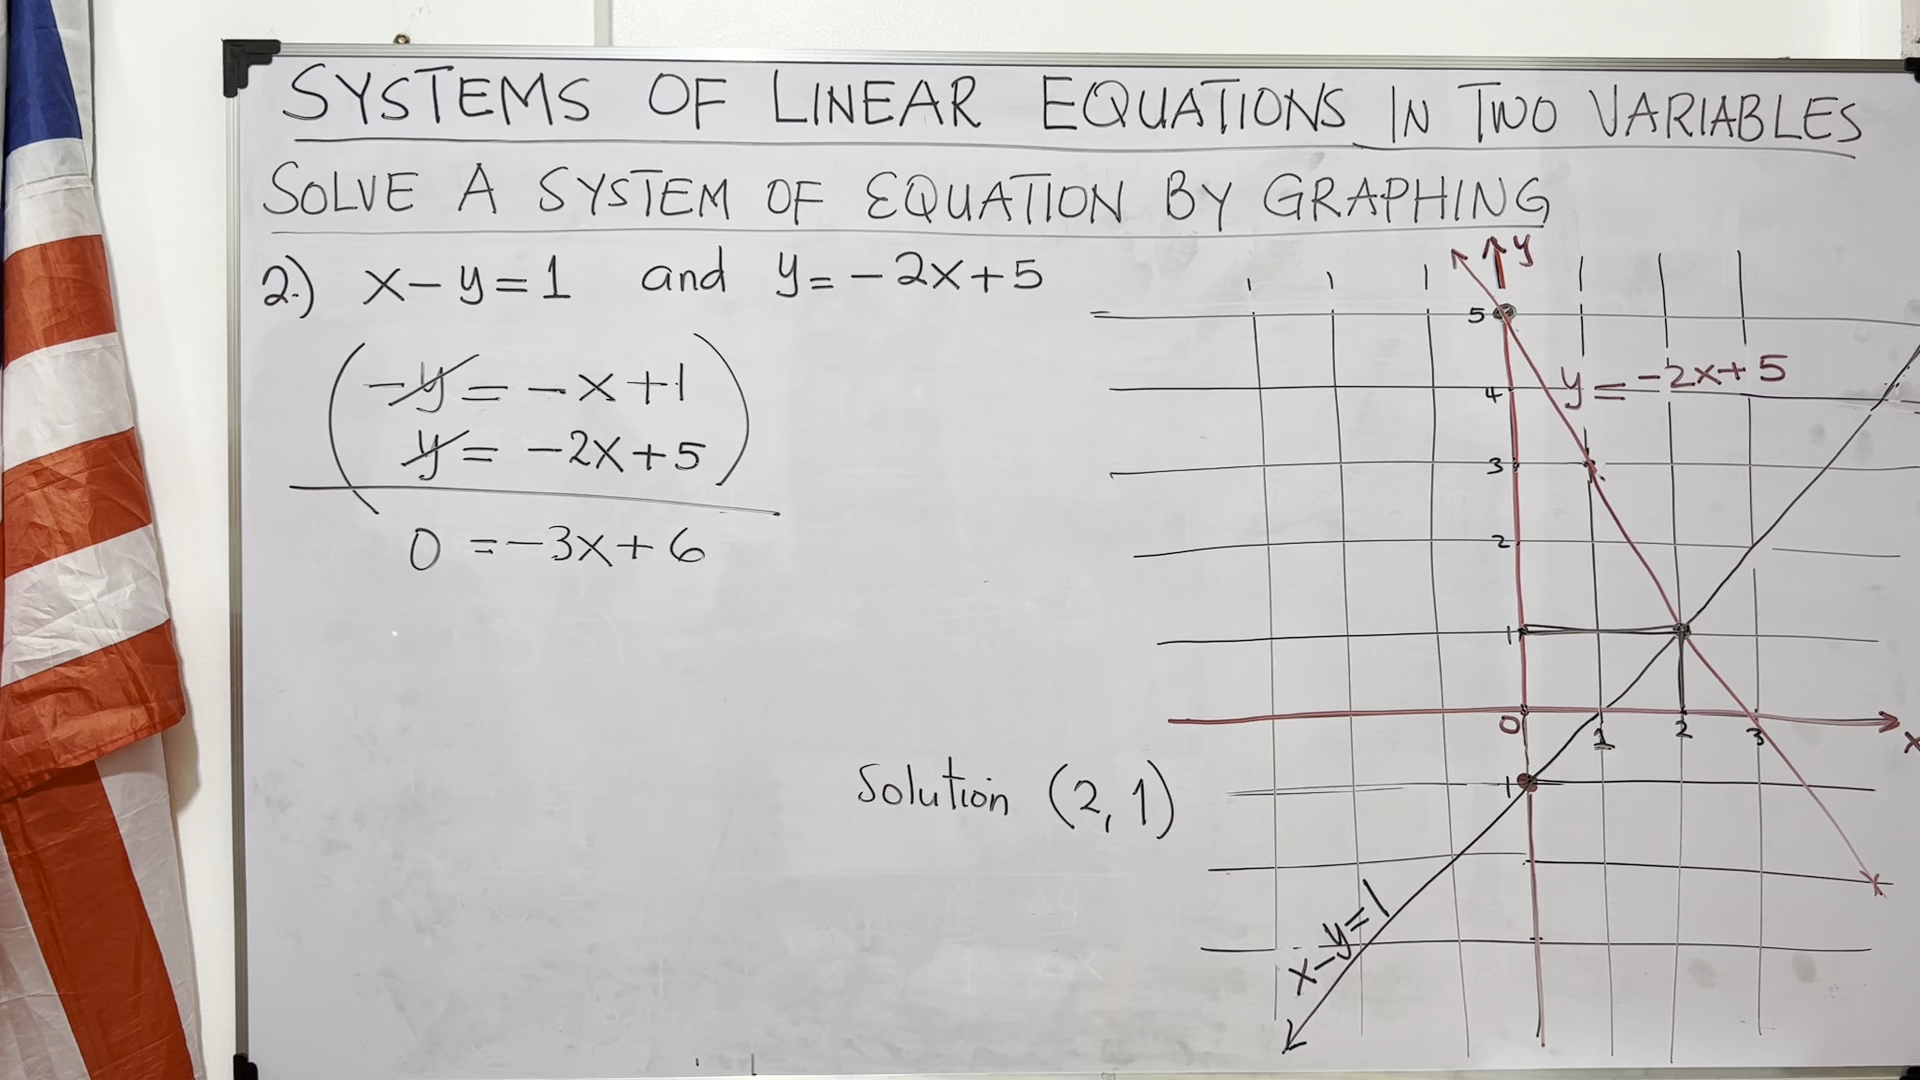 SYSTEMS OF LINEAR EQUATIONS IN TWO VARIABLES
SOLVE A SYSTEM OF EQUATION BY GRAPHING
2.) x-y=1 and y=-2x+5
-y=-x+1
y=-2x+5
0=-3x+6
Solution (2,1)
y
5
y=-2x+5
4
3
2
1
0
1 2 3
x
1
x-y=1